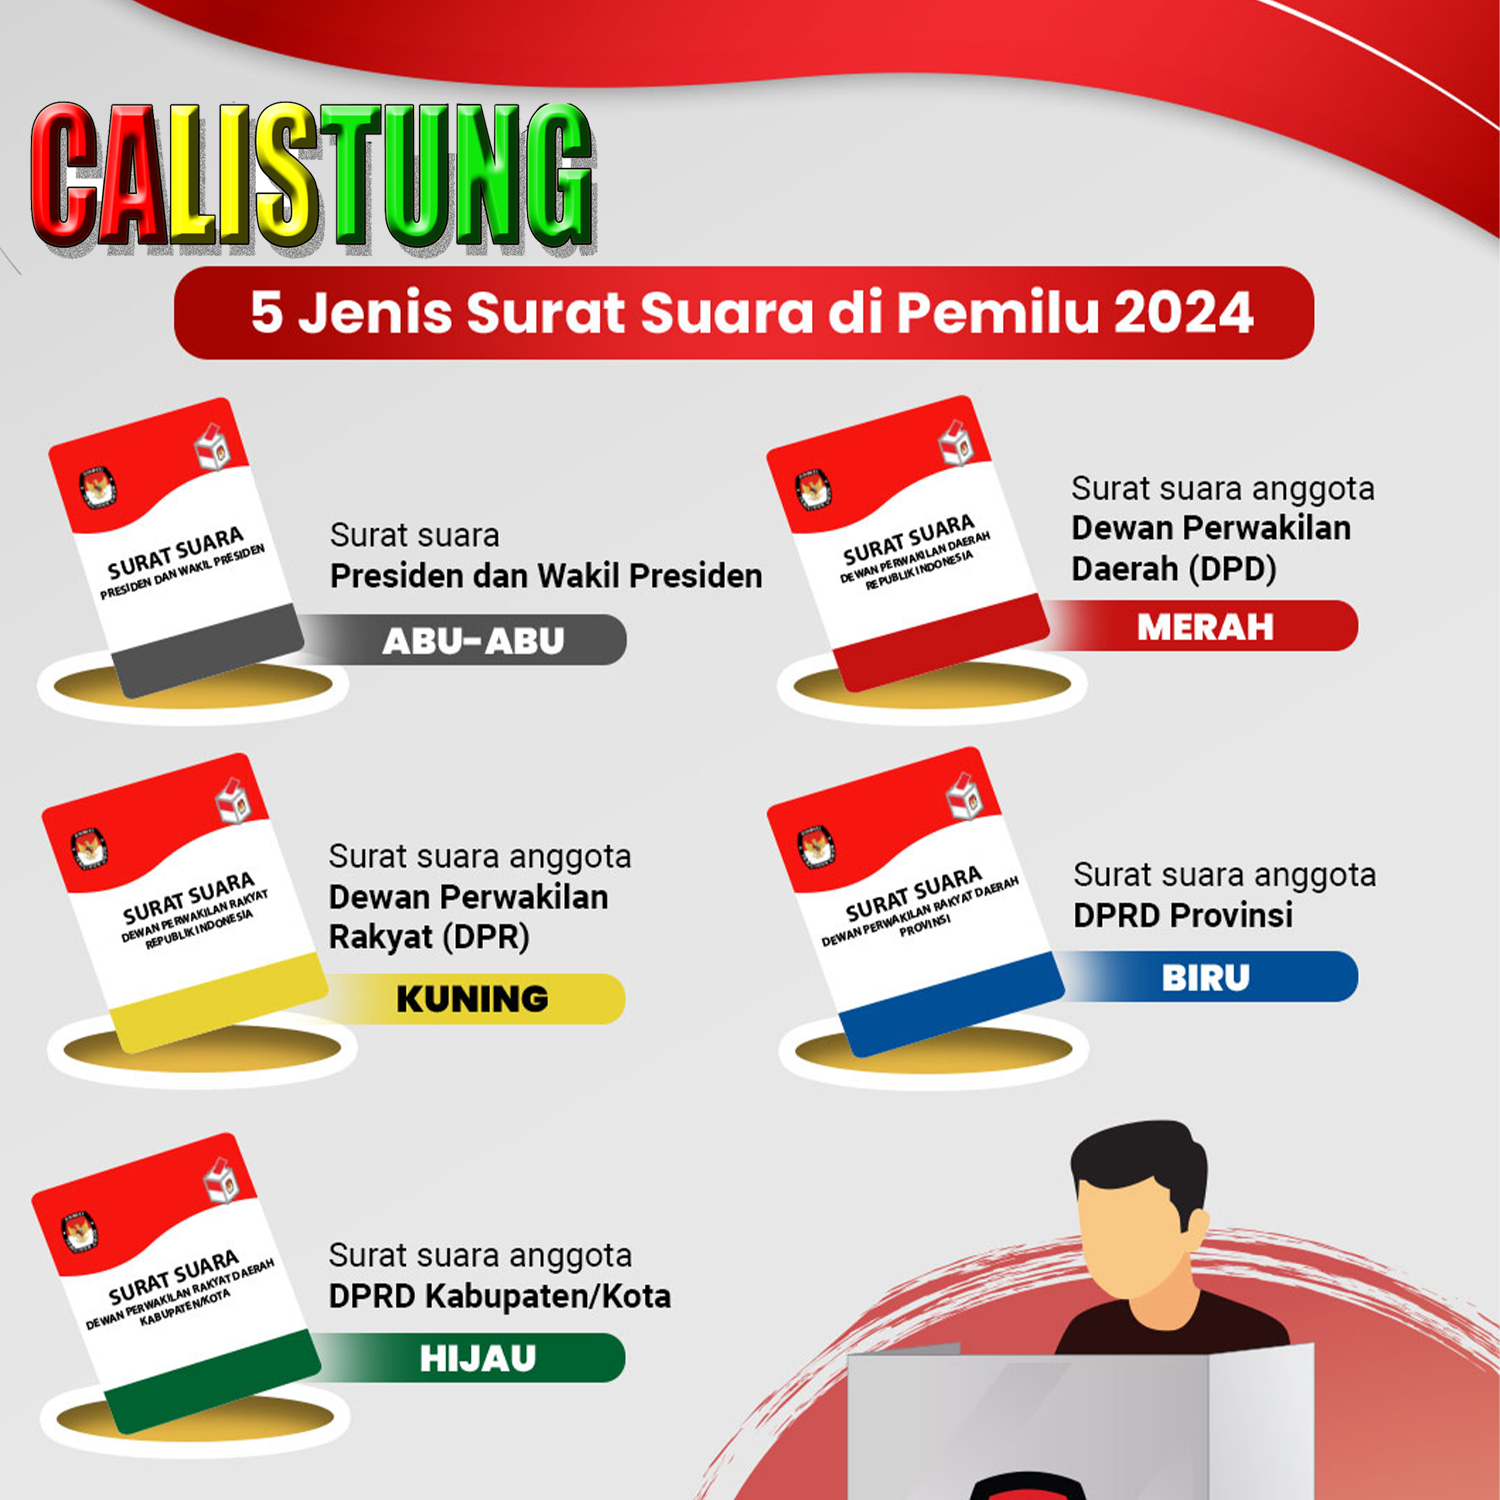 CALISTUNG
5 Jenis Surat Suara di Pemilu 2024
SURAT SUARA
PRESIDEN DAN WAKIL PRESIDEN
Surat suara
Presiden dan Wakil Presiden
ABU-ABU
SURAT SUARA
DEWAN PERWAKILAN DAERAH
REPUBLIK INDONESIA
Surat suara anggota
Dewan Perwakilan
Daerah (DPD)
MERAH
SURAT SUARA
DEWAN PERWAKILAN RAKYAT
REPUBLIK INDONESIA
Surat suara anggota
Dewan Perwakilan
Rakyat (DPR)
KUNING
SURAT SUARA
DEWAN PERWAKILAN RAKYAT DAERAH
PROVINSI
Surat suara anggota
DPRD Provinsi
BIRU
SURAT SUARA
DEWAN PERWAKILAN RAKYAT DAERAH
KABUPATEN/KOTA
Surat suara anggota
DPRD Kabupaten/Kota
HIJAU